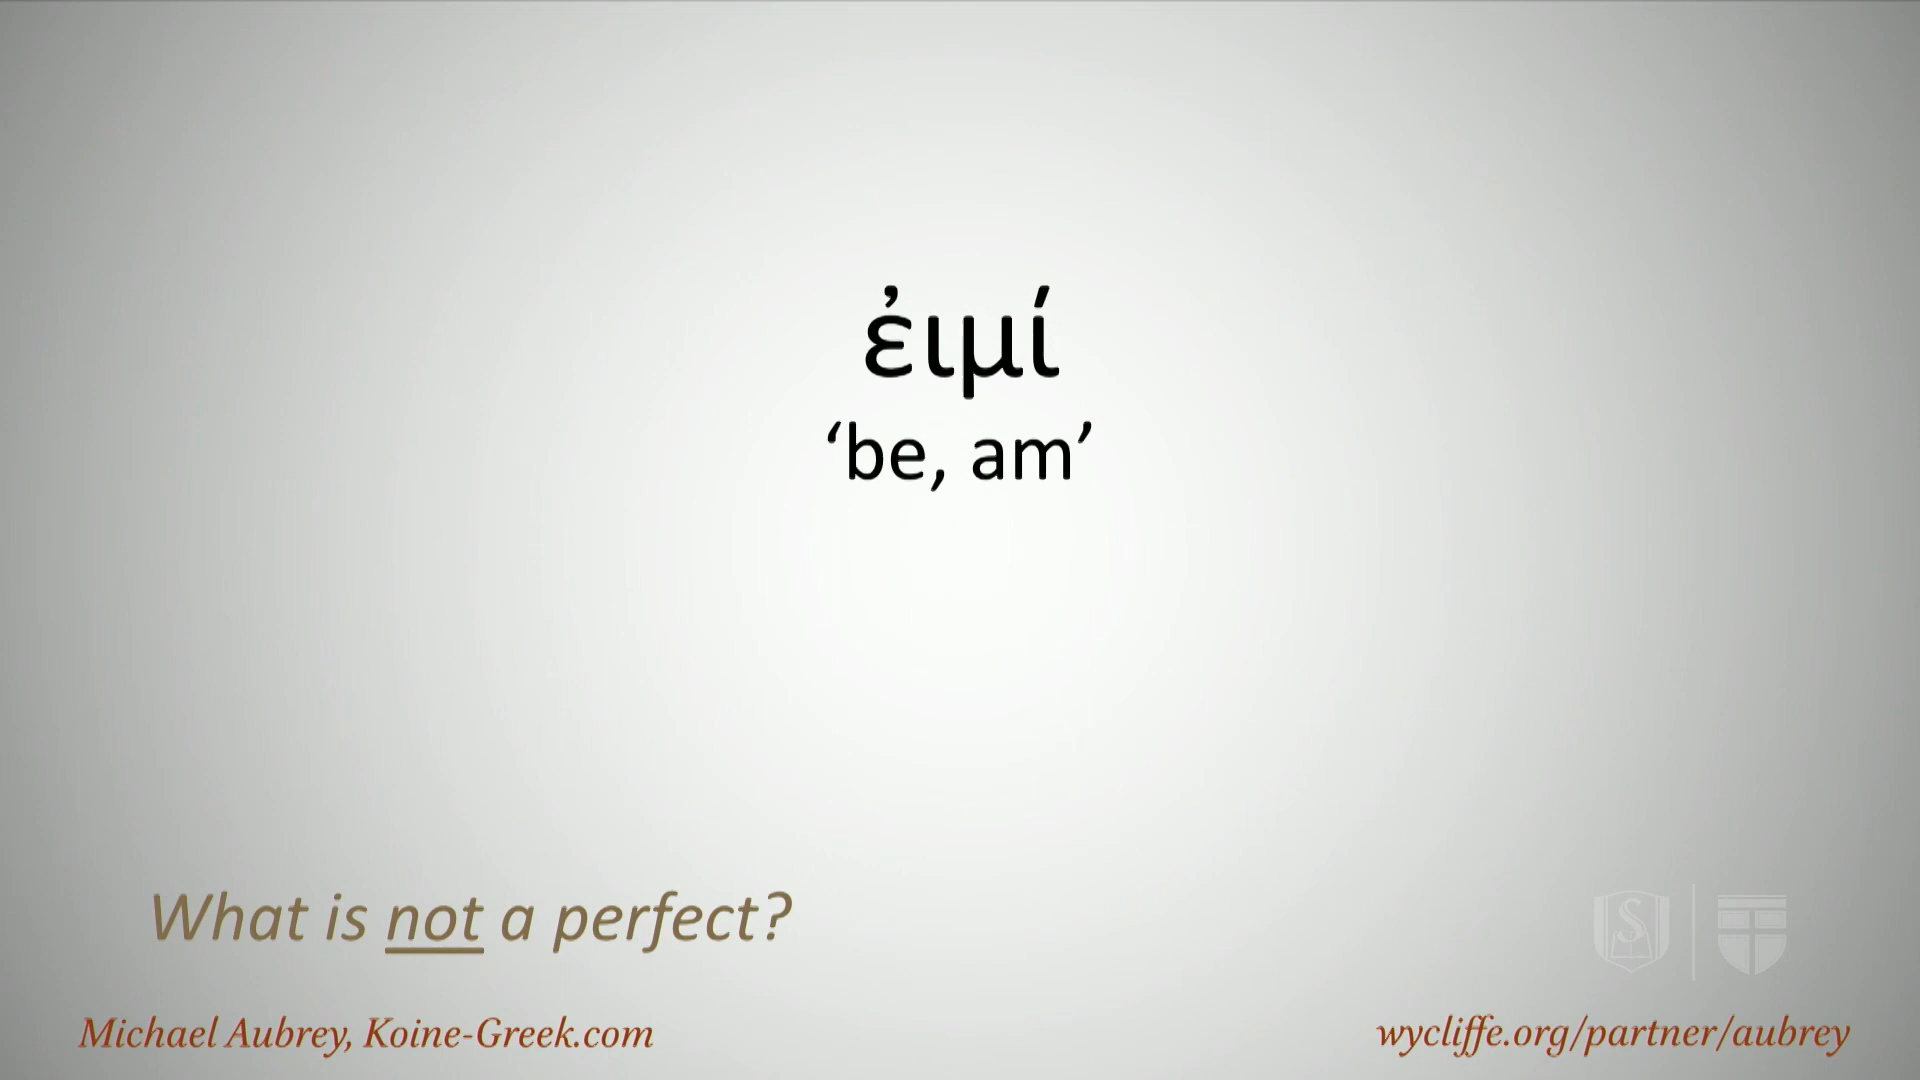 ἐιμί
‘be, am’
What is not a perfect?
Michael Aubrey, Koine-Greek.com
wycliffe.org/partner/aubrey